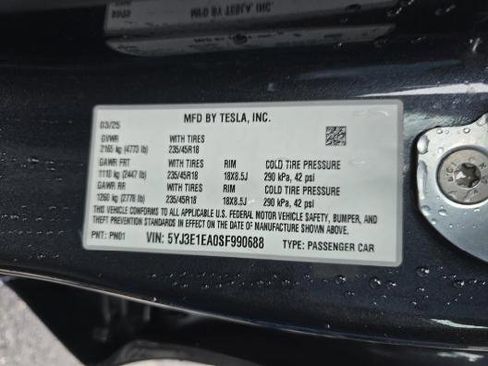 MFD BY TESLA, INC.
03/25
GVWR WITH TIRES
2165 kg (4773 lb) 235/45R18
GAWR FRT WITH TIRES RIM COLD TIRE PRESSURE
1110 kg (2447 lb) 235/45R18 18X8.5J 290 kPa, 42 psi
GAWR RR WITH TIRES RIM COLD TIRE PRESSURE
1260 kg (2778 lb) 235/45R18 18X8.5J 290 kPa, 42 psi
THIS VEHICLE CONFORMS TO ALL APPLICABLE FEDERAL MOTOR VEHICLE SAFETY, BUMPER, AND
THEFT PREVENTION STANDARDS IN EFFECT ON THE DATE OF MANUFACTURE SHOWN ABOVE.
PNT: PN01 VIN: 5YJ3E1EA0SF990688 TYPE: PASSENGER CAR